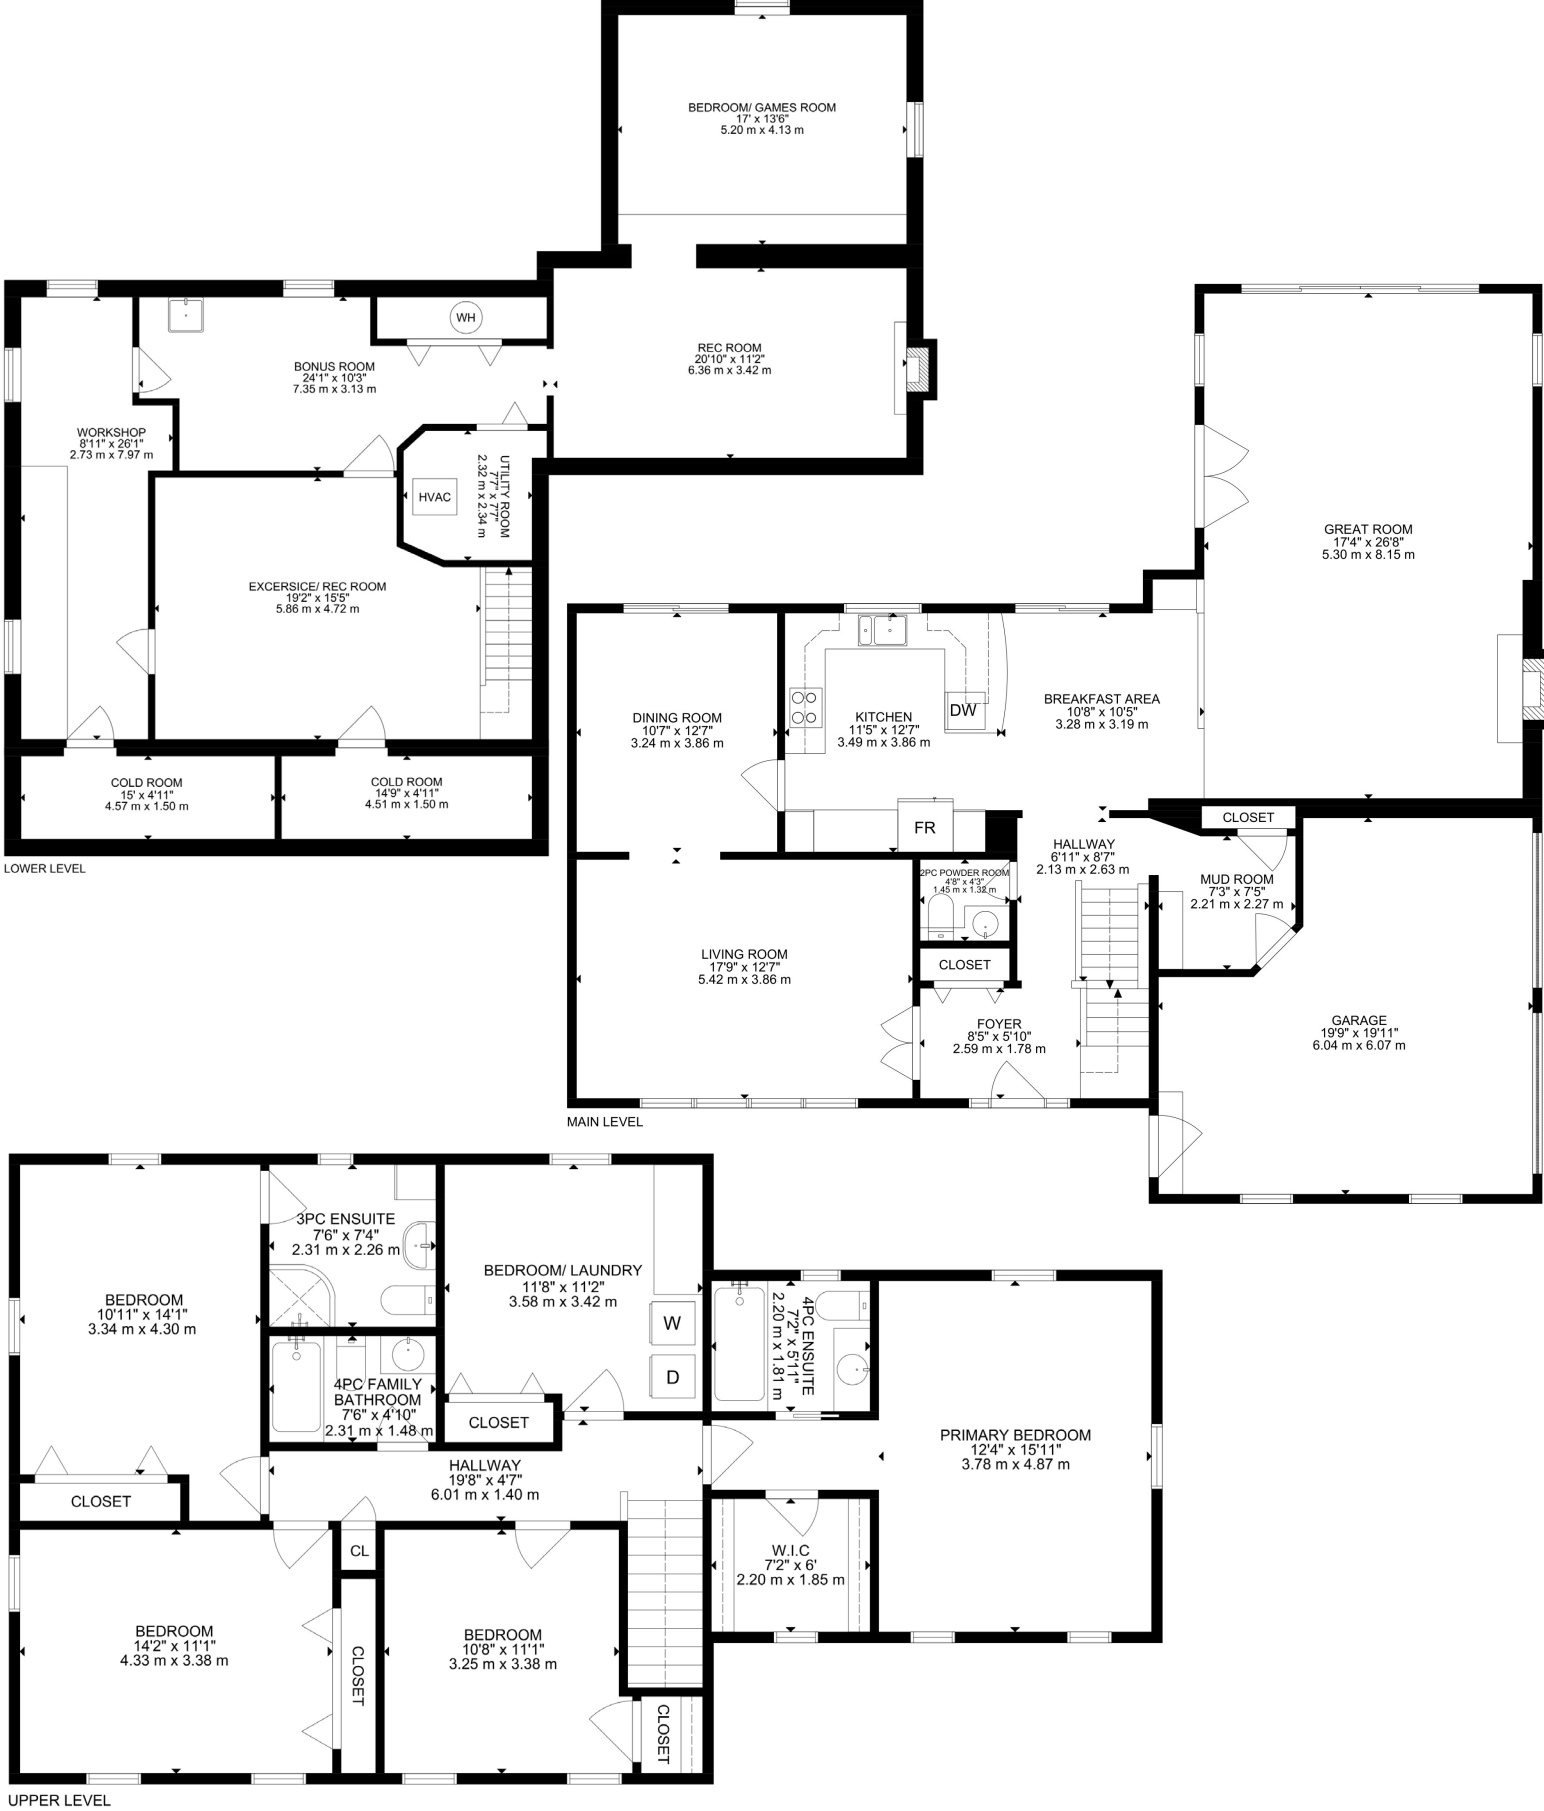 BEDROOM/ GAMES ROOM
17' x 13'6"
5.20 m x 4.13 m
WH
BONUS ROOM
24'1" x 10'3"
7.35 m x 3.13 m
REC ROOM
20'10" x 11'2"
6.36 m x 3.42 m
WORKSHOP
8'11" x 26'1"
2.73 m x 7.97 m
UTILITY ROOM
7'7" x 7'7"
2.32 m x 2.34 m
HVAC
EXCERSICE/ REC ROOM
19'2" x 15'5"
5.86 m x 4.72 m
COLD ROOM
15' x 4'11"
4.57 m x 1.50 m
COLD ROOM
14'9" x 4'11"
4.51 m x 1.50 m
LOWER LEVEL
GREAT ROOM
17'4" x 26'8"
5.30 m x 8.15 m
DINING ROOM
10'7" x 12'7"
3.24 m x 3.86 m
KITCHEN
11'5" x 12'7"
3.49 m x 3.86 m
DW
BREAKFAST AREA
10'8" x 10'5"
3.28 m x 3.19 m
FR
CLOSET
HALLWAY
6'11" x 8'7"
2.13 m x 2.63 m
2PC POWDER ROOM
4'8" x 4'3"
1.45 m x 1.32 m
MUD ROOM
7'3" x 7'5"
2.21 m x 2.27 m
LIVING ROOM
17'9" x 12'7"
5.42 m x 3.86 m
CLOSET
FOYER
8'5" x 5'10"
2.59 m x 1.78 m
GARAGE
19'9" x 19'11"
6.04 m x 6.07 m
MAIN LEVEL
3PC ENSUITE
7'6" x 7'4"
2.31 m x 2.26 m
BEDROOM
10'11" x 14'1"
3.34 m x 4.30 m
BEDROOM/ LAUNDRY
11'8" x 11'2"
3.58 m x 3.42 m
W
D
4PC ENSUITE
7'2" x 5'11"
2.20 m x 1.81 m
4PC FAMILY
BATHROOM
7'6" x 4'10"
2.31 m x 1.48 m
CLOSET
PRIMARY BEDROOM
12'4" x 15'11"
3.78 m x 4.87 m
HALLWAY
19'8" x 4'7"
6.01 m x 1.40 m
CLOSET
CL
W.I.C
7'2" x 6'
2.20 m x 1.85 m
BEDROOM
14'2" x 11'1"
4.33 m x 3.38 m
CLOSET
BEDROOM
10'8" x 11'1"
3.25 m x 3.38 m
CLOSET
UPPER LEVEL